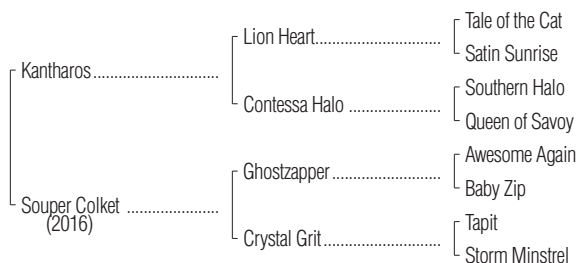 Tale of the Cat
Lion Heart
Satin Sunrise
Kantharos
Southern Halo
Contessa Halo
Queen of Savoy
Awesome Again
Ghostzapper
Baby Zip
Souper Colket
(2016)
Tapit
Crystal Grit
Storm Minstrel